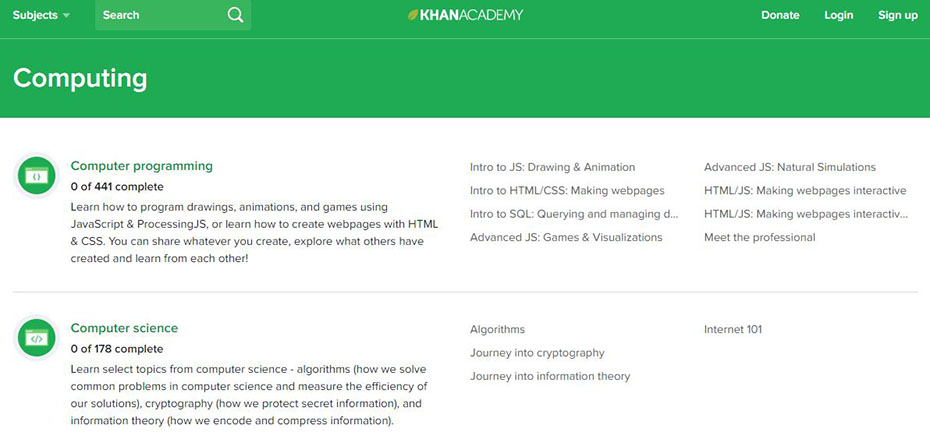 Subjects
Search
KHANACADEMY
Donate
Login
Sign up
Computing
Computer programming
0 of 441 complete
Learn how to program drawings, animations, and games using
JavaScript & ProcessingJS, or learn how to create webpages with HTML
& CSS. You can share whatever you create, explore what others have
created and learn from each other!
Intro to JS: Drawing & Animation
Intro to HTML/CSS: Making webpages
Intro to SQL: Querying and managing d...
Advanced JS: Games & Visualizations
Advanced JS: Natural Simulations
HTML/JS: Making webpages interactive
HTML/JS: Making webpages interactiv...
Meet the professional
Computer science
0 of 178 complete
Learn select topics from computer science - algorithms (how we solve
common problems in computer science and measure the efficiency of
our solutions), cryptography (how we protect secret information), and
information theory (how we encode and compress information).
Algorithms
Journey into cryptography
Journey into information theory
Internet 101